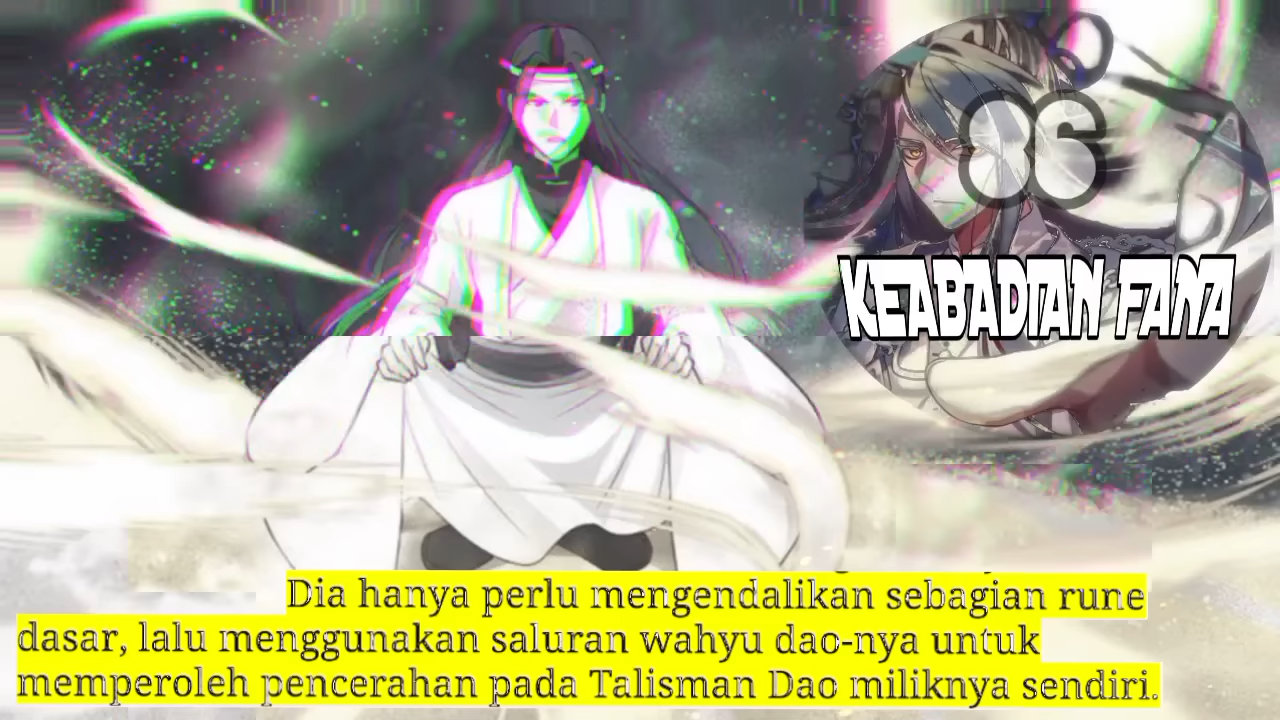 86
KEABADIAN FANA
Dia hanya perlu mengendalikan sebagian rune
dasar, lalu menggunakan saluran wahyu dao-nya untuk
memperoleh pencerahan pada Talisman Dao miliknya sendiri.